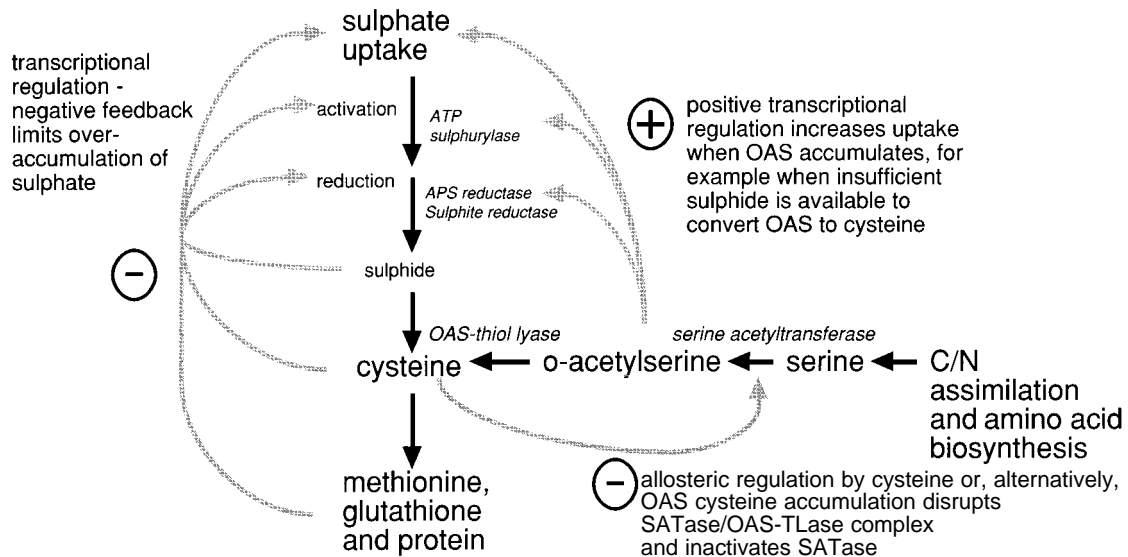 sulphate
uptake
transcriptional
regulation -
negative feedback
limits over-
accumulation of
sulphate
activation
ATP
sulphurylase
+
positive transcriptional
regulation increases uptake
when OAS accumulates, for
example when insufficient
sulphide is available to
convert OAS to cysteine
reduction
APS reductase
Sulphite reductase
-
sulphide
OAS-thiol lyase
serine acetyltransferase
cysteine
o-acetylserine
serine
C/N
assimilation
and amino acid
biosynthesis
methionine,
glutathione
and protein
-
allosteric regulation by cysteine or, alternatively,
OAS cysteine accumulation disrupts
SATase/OAS-TLase complex
and inactivates SATase